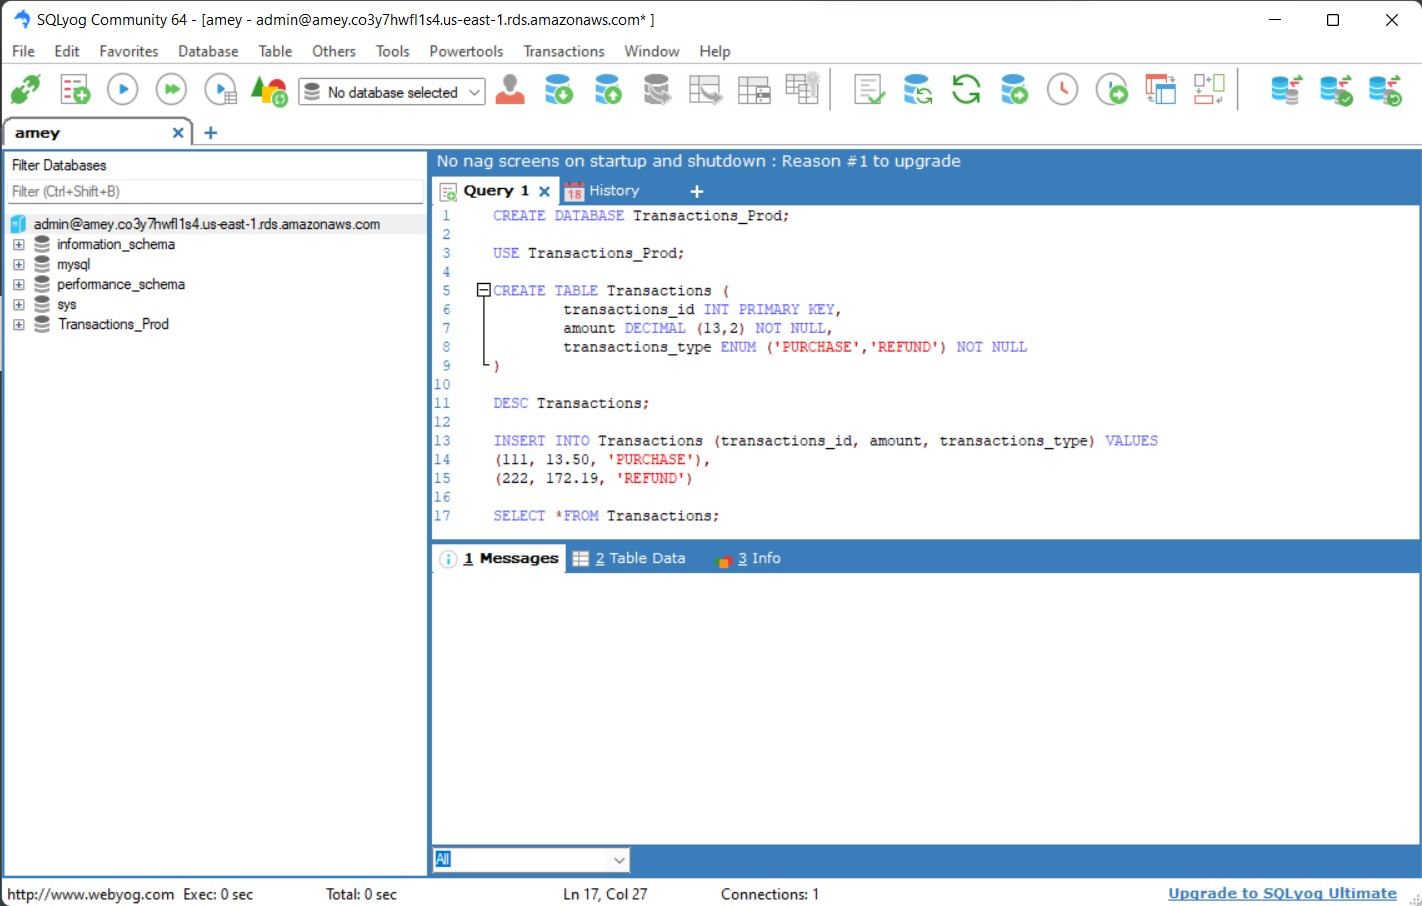 SQLyog Community 64 - [amey - admin@amey.co3y7hwfl1s4.us-east-1.rds.amazonaws.com* ]
File Edit Favorites Database Table Others Tools Powertools Transactions Window Help
No database selected
amey
Filter Databases
Filter (Ctrl+Shift+B)
admin@amey.co3y7hwfl1s4.us-east-1.rds.amazonaws.com
information_schema
mysql
performance_schema
sys
Transactions_Prod
No nag screens on startup and shutdown : Reason #1 to upgrade
Query 1 18 History
1 CREATE DATABASE Transactions_Prod;
2
3 USE Transactions_Prod;
4
5 CREATE TABLE Transactions (
6 transactions_id INT PRIMARY KEY,
7 amount DECIMAL (13,2) NOT NULL,
8 transactions_type ENUM ('PURCHASE','REFUND') NOT NULL
9 )
10
11 DESC Transactions;
12
13 INSERT INTO Transactions (transactions_id, amount, transactions_type) VALUES
14 (111, 13.50, 'PURCHASE'),
15 (222, 172.19, 'REFUND')
16
17 SELECT *FROM Transactions;
1 Messages 2 Table Data 3 Info
All
http://www.webyog.com Exec: 0 sec Total: 0 sec Ln 17, Col 27 Connections: 1 Upgrade to SQLyog Ultimate